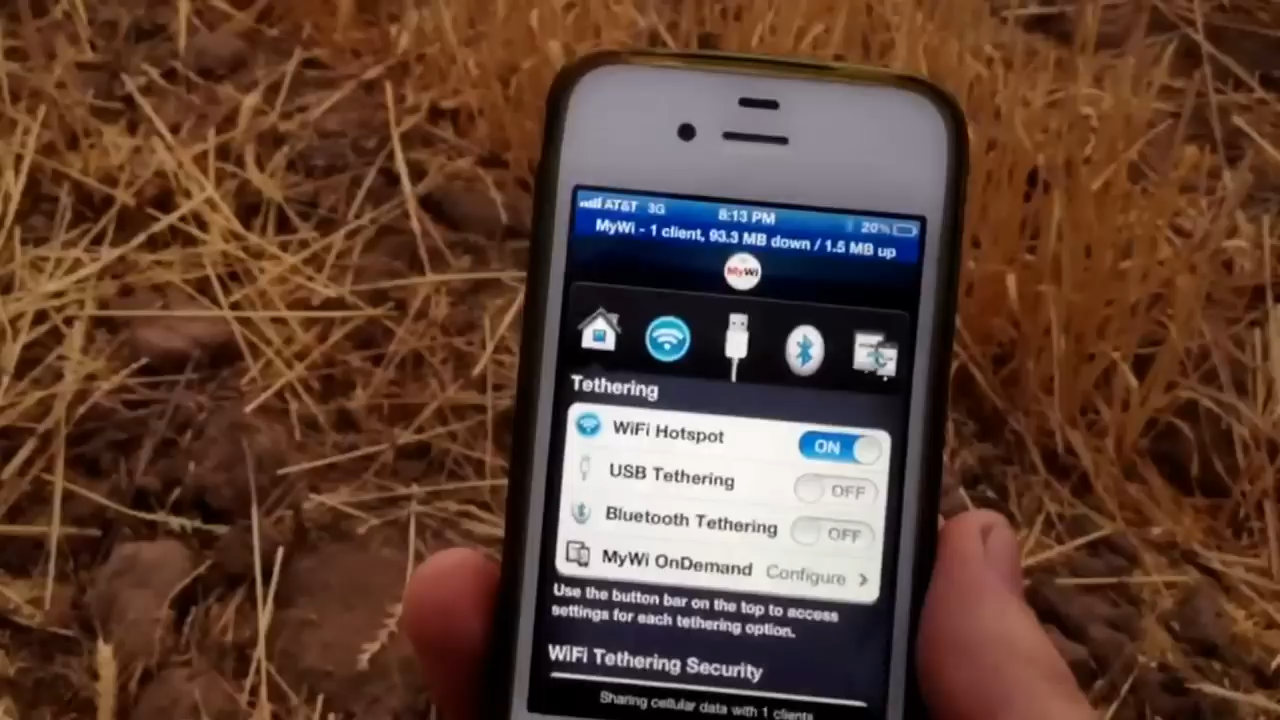 AT&T 3G 8:13 PM 20%
MyWi - 1 client, 93.3 MB down / 1.5 MB up
MyWi
Tethering
WiFi Hotspot ON
USB Tethering OFF
Bluetooth Tethering OFF
MyWi OnDemand Configure
Use the button bar on the top to access
settings for each tethering option.
WiFi Tethering Security
Sharing cellular data with 1 clients